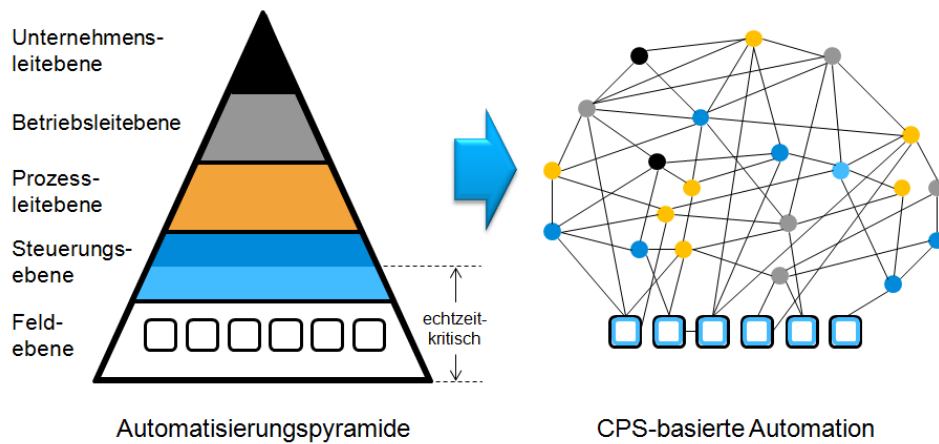 Unternehmens-
leitebene
Betriebsleitebene
Prozess-
leitebene
Steuerungs-
ebene
Feld-
ebene
echtzeit-
kritisch
Automatisierungspyramide
CPS-basierte Automation